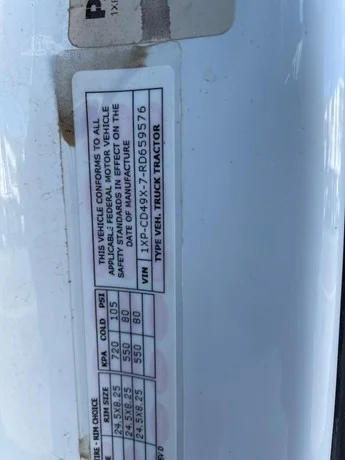 THIS VEHICLE CONFORMS TO ALL
APPLICABLE FEDERAL MOTOR VEHICLE
SAFETY STANDARDS IN EFFECT ON THE
DATE OF MANUFACTURE
VIN 1XP-CD49X-7-RD659576
TYPE VEH. TRUCK TRACTOR
- RIM CHOICE
RIM SIZE KPA COLD PSI
24.5X8.25 720 105
24.5X8.25 550 80
24.5X8.25 550 80